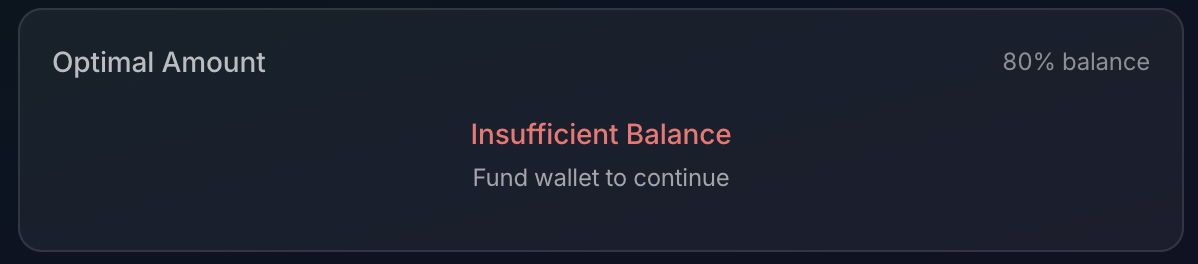 Optimal Amount
80% balance
Insufficient Balance
Fund wallet to continue